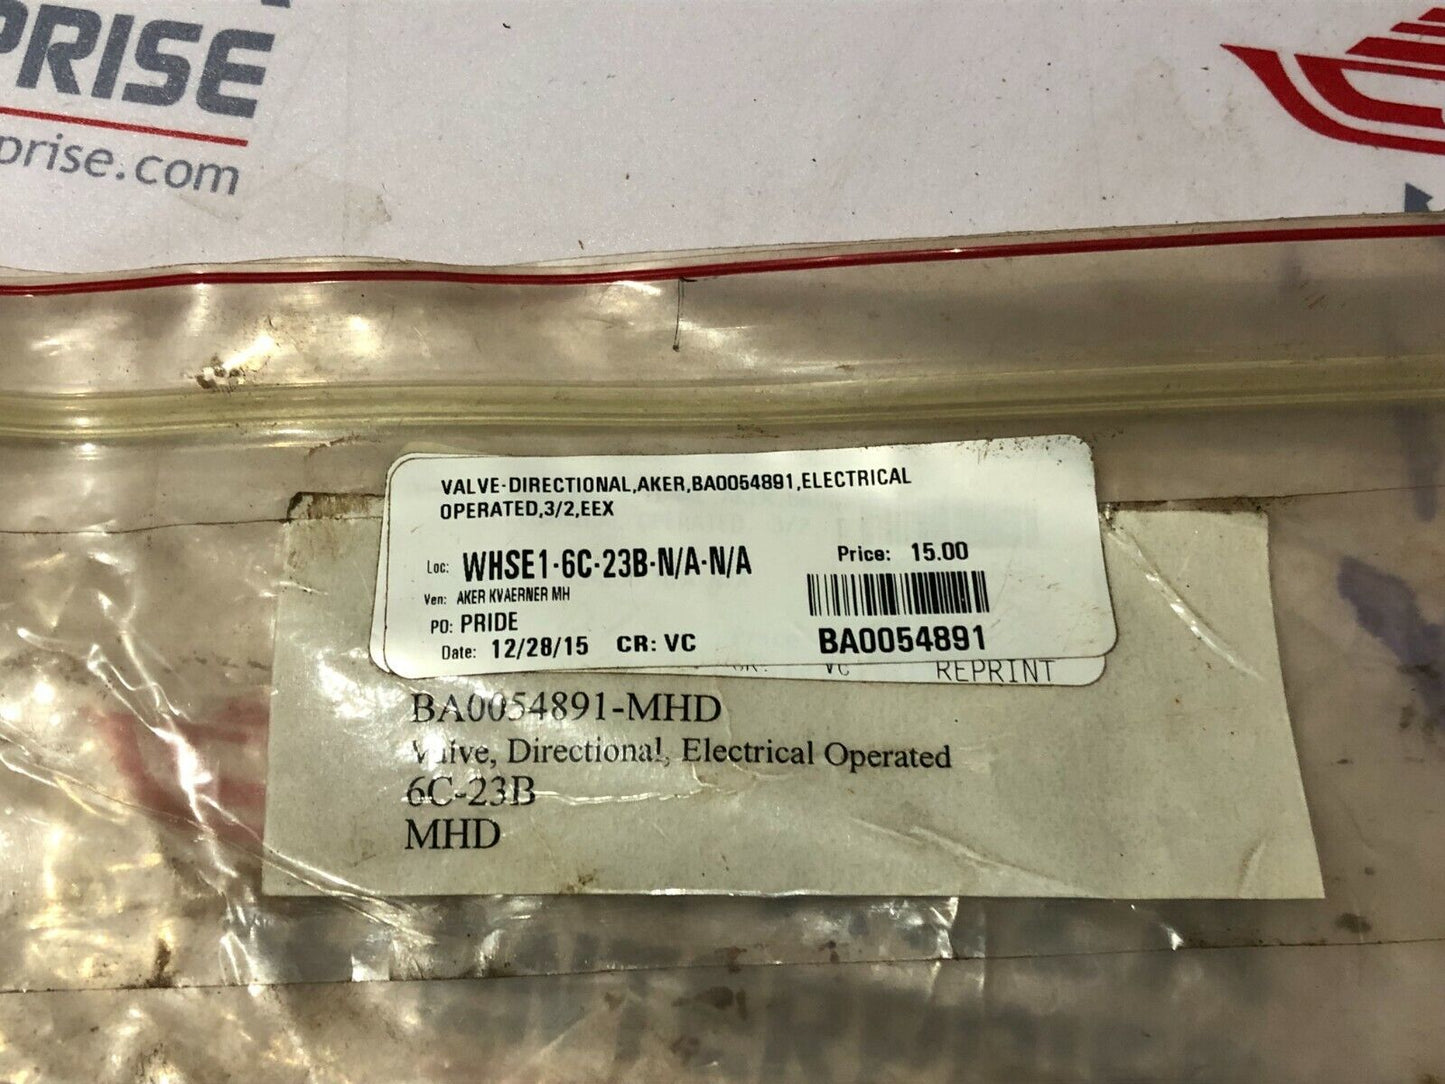 PRISE
prise.com
VALVE-DIRECTIONAL,AKER,BA0054891,ELECTRICAL
OPERATED,3/2,EEX
Loc: WHSE1-6C-23B-N/A-N/A
Price: 15.00
Ven: AKER KVAERNER MH
PO: PRIDE
Date: 12/28/15 CR: VC
BA0054891
VC REPRINT
BA0054891-MHD
Valve, Directional, Electrical Operated
6C-23B
MHD